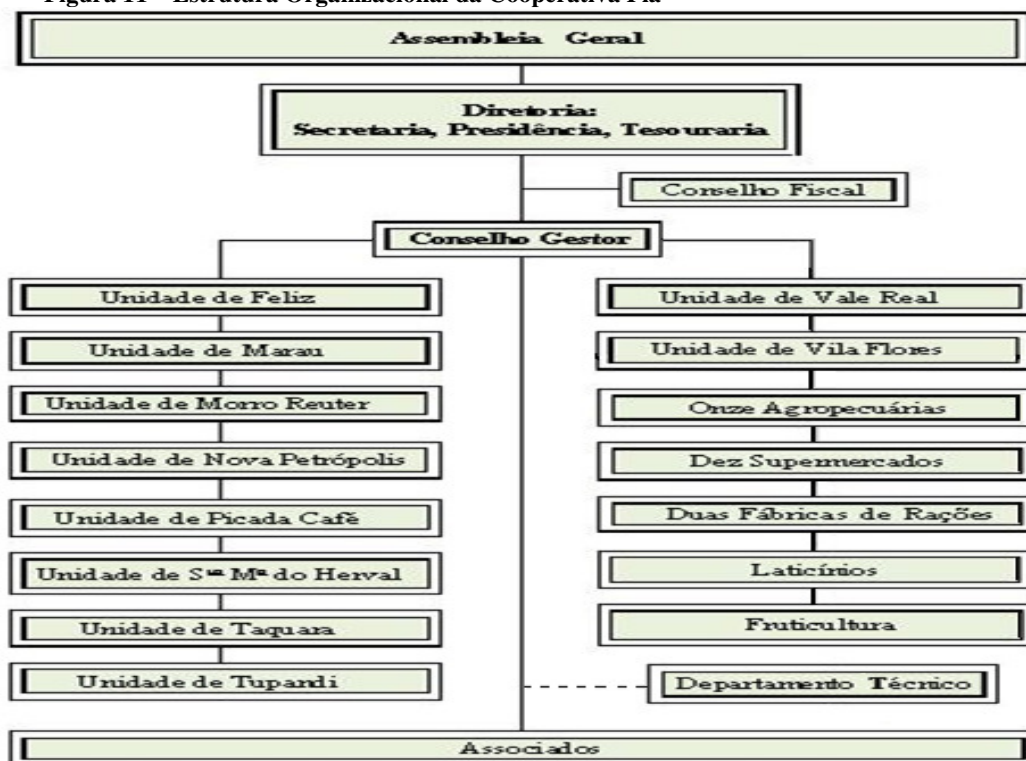 Figura 11 – Estrutura Organizacional da Cooperativa Piá
Assembleia Geral
Diretoria:
Secretaria, Presidência, Tesouraria
Conselho Fiscal
Conselho Gestor
Unidade de Feliz
Unidade de Marau
Unidade de Morro Reuter
Unidade de Nova Petrópolis
Unidade de Picada Café
Unidade de Sᵗᵃ Mª do Herval
Unidade de Taquara
Unidade de Tupandi
Unidade de Vale Real
Unidade de Vila Flores
Onze Agropecuárias
Dez Supermercados
Duas Fábricas de Rações
Laticínios
Fruticultura
Departamento Técnico
Associados